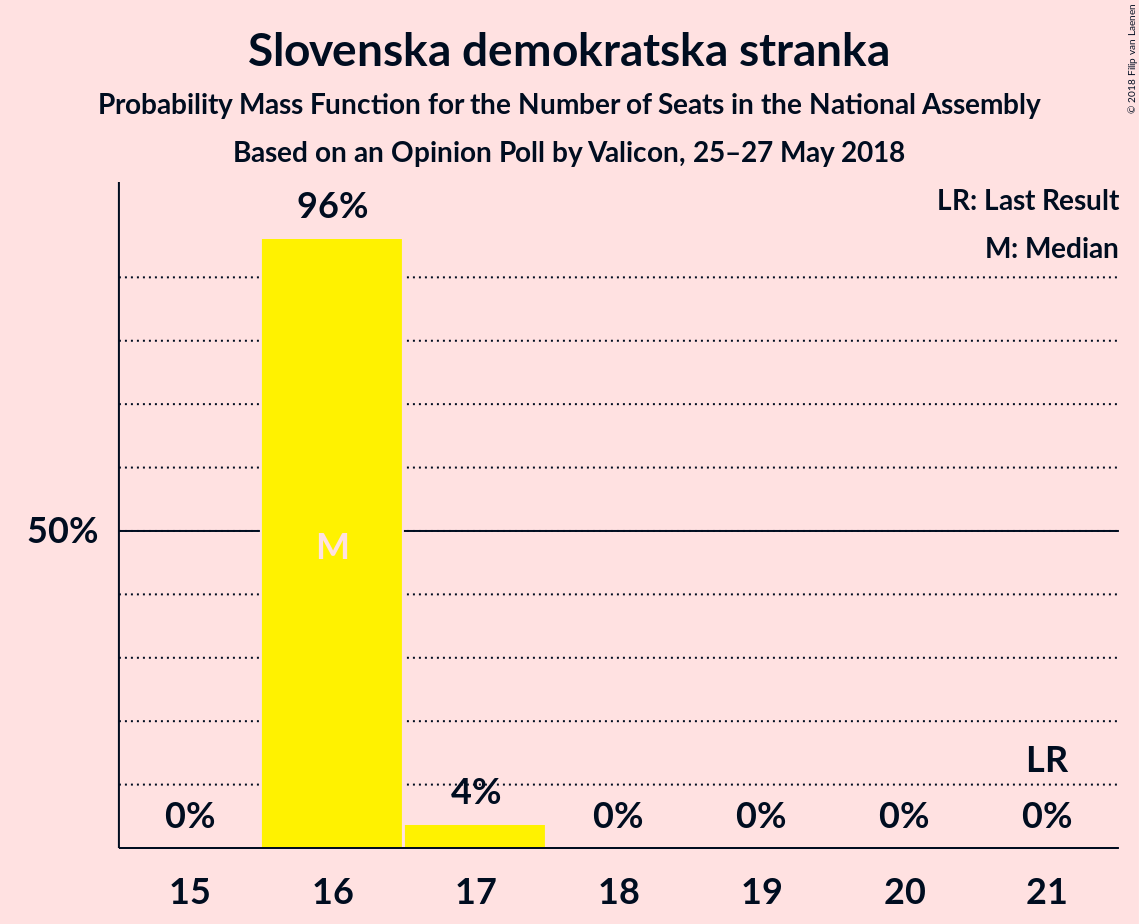 Slovenska demokratska stranka
Probability Mass Function for the Number of Seats in the National Assembly
Based on an Opinion Poll by Valicon, 25–27 May 2018
© 2018 Filip van Laenen
LR: Last Result
M: Median
96%
50%
M
LR
4%
0%
0%
0%
0%
0%
15
16
17
18
19
20
21